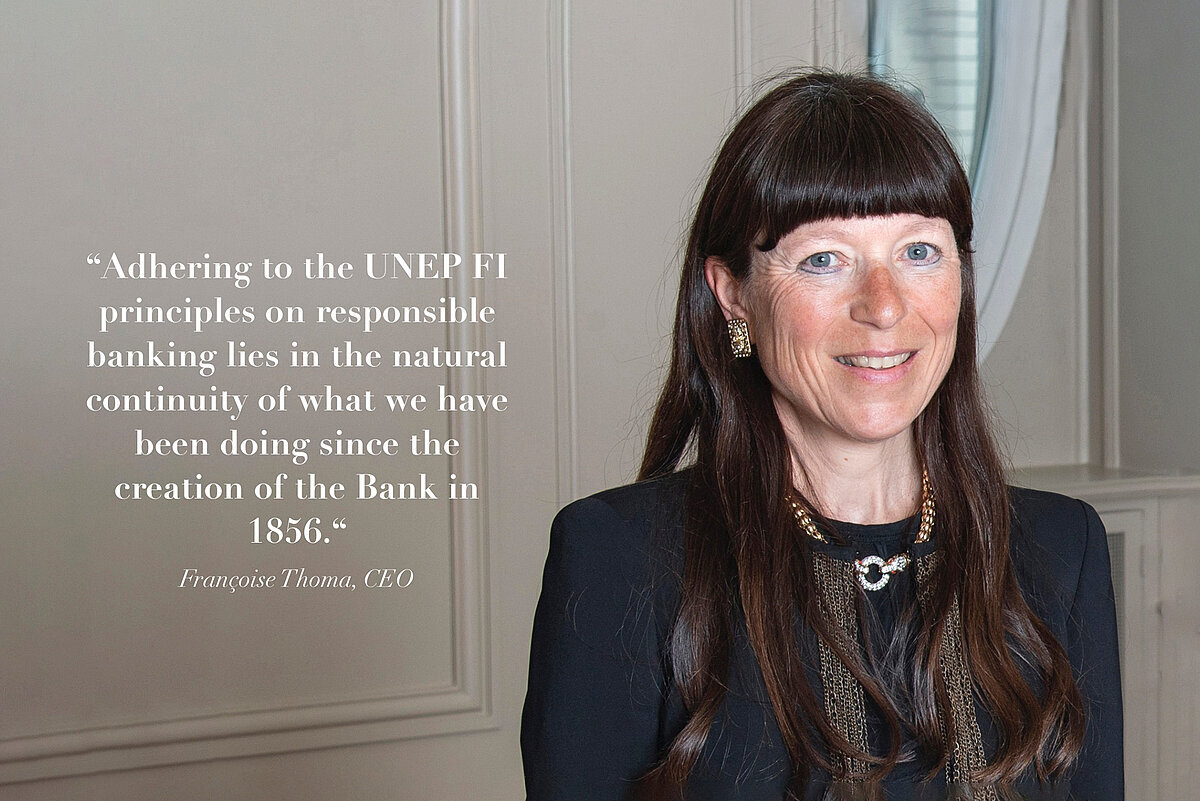 “Adhering to the UNEP FI
principles on responsible
banking lies in the natural
continuity of what we have
been doing since the
creation of the Bank in
1856.“
Françoise Thoma, CEO